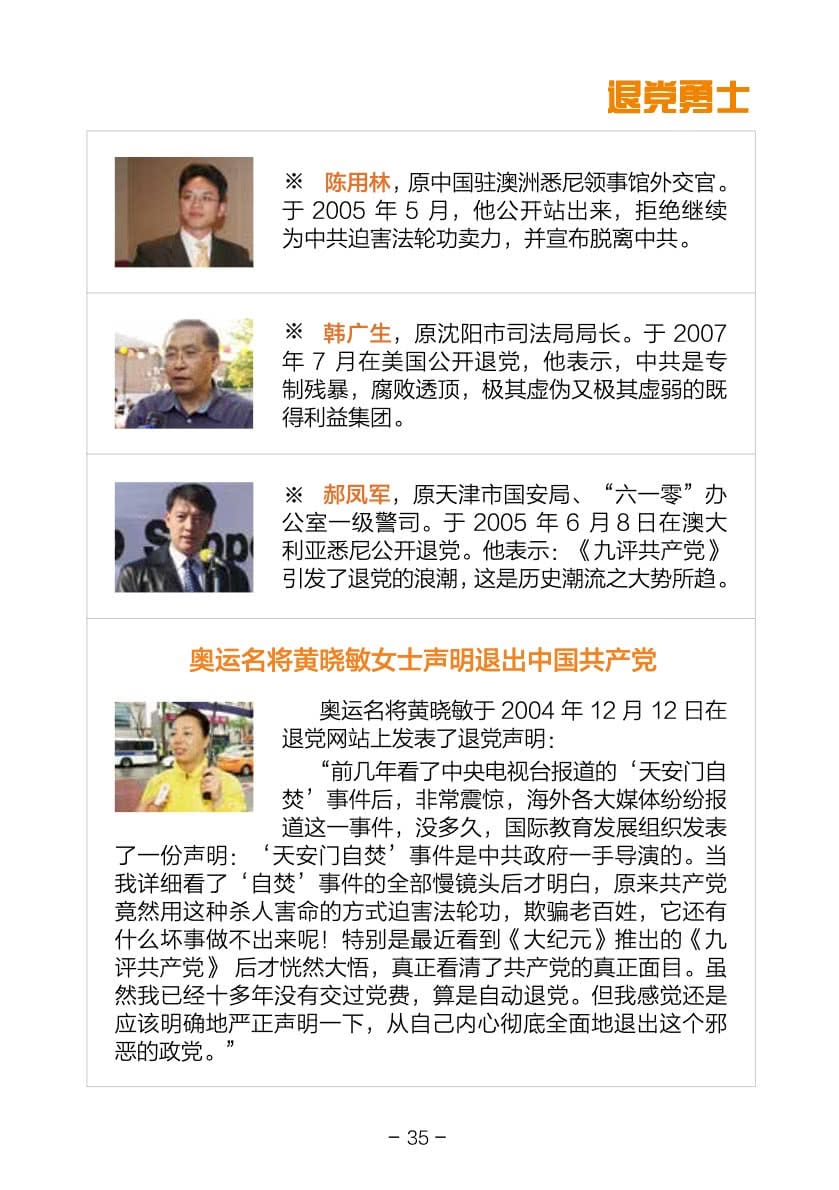 退党勇士
※ 陈用林，原中国驻澳洲悉尼领事馆外交官。
于 2005 年 5 月，他公开站出来，拒绝继续
为中共迫害法轮功卖力，并宣布脱离中共。
※ 韩广生，原沈阳市司法局局长。于 2007
年 7 月在美国公开退党，他表示，中共是专
制残暴，腐败透顶，极其虚伪又极其虚弱的既
得利益集团。
※ 郝凤军，原天津市国安局、“六一零”办
公室一级警司。于 2005 年 6 月 8 日在澳大
利亚悉尼公开退党。他表示：《九评共产党》
引发了退党的浪潮，这是历史潮流之大势所趋。
奥运名将黄晓敏女士声明退出中国共产党
奥运名将黄晓敏于 2004 年 12 月 12 日在
退党网站上发表了退党声明：
“前几年看了中央电视台报道的‘天安门自
焚’事件后，非常震惊，海外各大媒体纷纷报
道这一事件，没多久，国际教育发展组织发表
了一份声明：‘天安门自焚’事件是中共政府一手导演的。当
我详细看了‘自焚’事件的全部慢镜头后才明白，原来共产党
竟然用这种杀人害命的方式迫害法轮功，欺骗老百姓，它还有
什么坏事做不出来呢！特别是最近看到《大纪元》推出的《九
评共产党》 后才恍然大悟，真正看清了共产党的真正面目。虽
然我已经十多年没有交过党费，算是自动退党。但我感觉还是
应该明确地严正声明一下，从自己内心彻底全面地退出这个邪
恶的政党。”
- 35 -